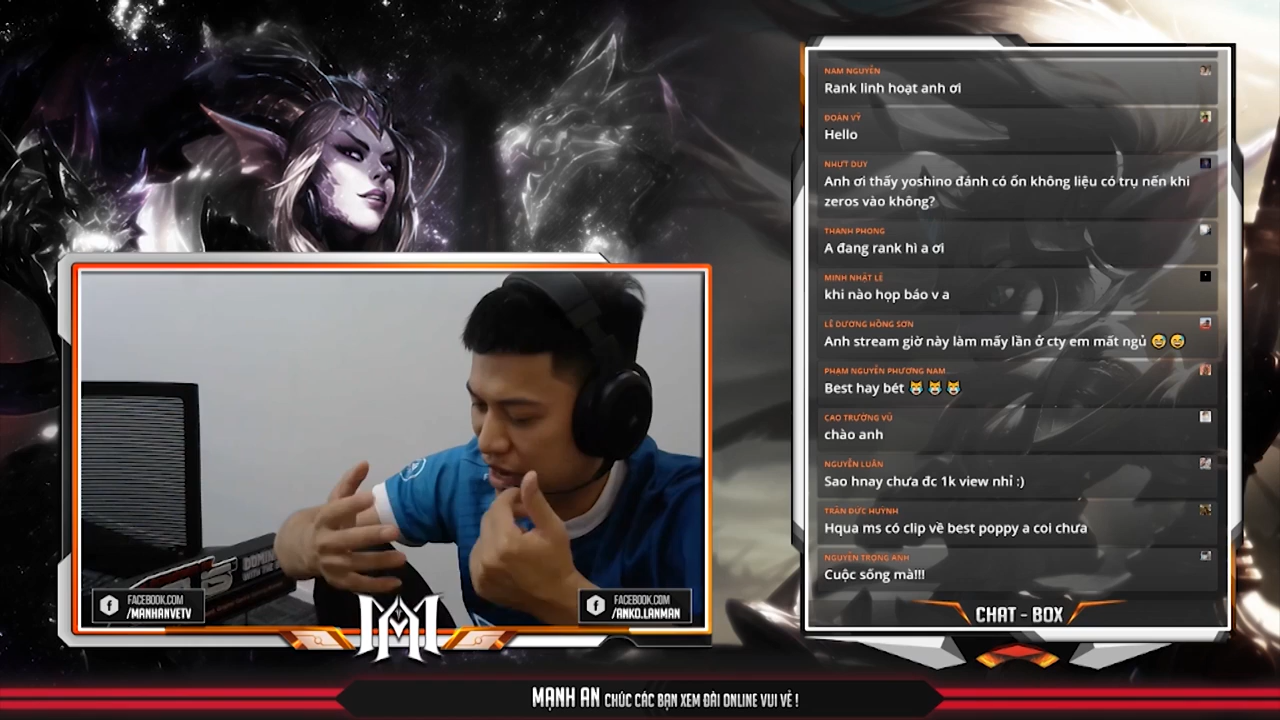 NAM NGUYỄN
Rank linh hoạt anh ơi
ĐOÀN VỸ
Hello
NHỰT DUY
Anh ơi thấy yoshino đánh có ổn không liệu có trụ nến khi
zeros vào không?
THANH PHONG
A đang rank hì a ơi
MINH NHẬT LÊ
khi nào họp báo v a
LÊ DƯƠNG HỒNG SƠN
Anh stream giờ này làm mấy lần ở cty em mất ngủ 😅 😅
PHẠM NGUYỄN PHƯƠNG NAM...
Best hay bét 😹 😹 😹
CAO TRƯỜNG VŨ
chào anh
NGUYỄN LUÂN
Sao hnay chưa đc 1k view nhỉ :)
TRẦN ĐỨC HUỲNH
Hqua ms có clip về best poppy a coi chưa
NGUYỄN TRỌNG ANH
Cuộc sống mà!!!
CHAT - BOX
FACEBOOK.COM
/MANHANVETV
FACEBOOK.COM
/ANKO.LANMAN
MẠNH AN CHÚC CÁC BẠN XEM ĐÀI ONLINE VUI VẺ !